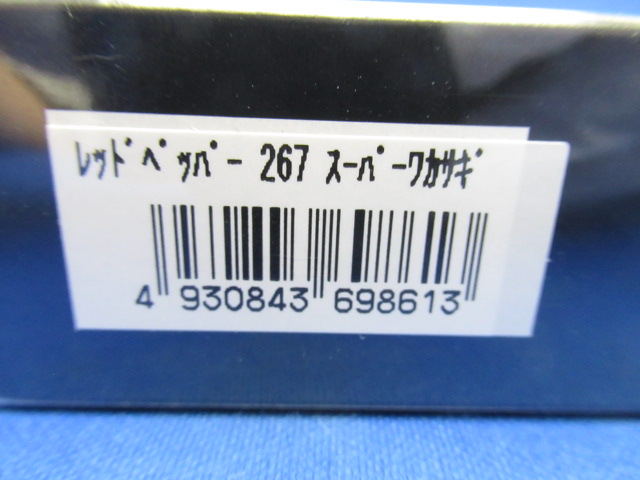 ﾚｯﾄﾞﾍﾟｯﾊﾟｰ 267 ｽｰﾊﾟｰﾜｶｻｷﾞ
4 930843 698613